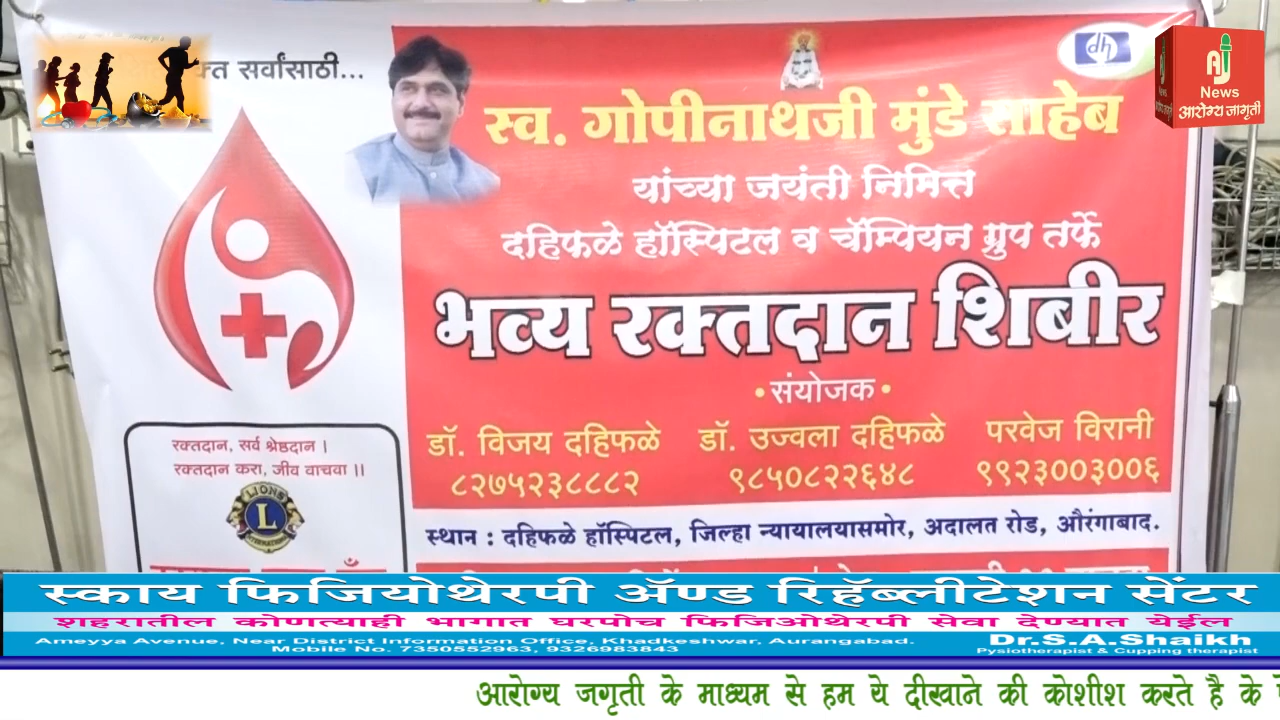 क्त सर्वांसाठी...
dh
AJ
News
आरोग्य जागृती
स्व. गोपीनाथजी मुंडे साहेब
यांच्या जयंती निमित्त
दहिफळे हॉस्पिटल व चॅम्पियन ग्रुप तर्फे
भव्य रक्तदान शिबीर
•संयोजक•
डॉ. विजय दहिफळे डॉ. उज्वला दहिफळे परवेज विरानी
८२७५२३८८८२ ९८५०८२२६४८ ९९२३००३००६
रक्तदान, सर्व श्रेष्ठदान ।
रक्तदान करा, जीव वाचवा ।।
LIONS
L
INTERNATIONAL
स्थान : दहिफळे हॉस्पिटल, जिल्हा न्यायालयासमोर, अदालत रोड, औरंगाबाद.
स्काय फिजियोथेरपी ॲण्ड रिहॅब्लीटेशन सेंटर
शहरातील कोणत्याही भागात घरपोच फिजिओथेरपी सेवा देण्यात येईल
Ameyya Avenue, Near District Information Office, Khadkeshwar, Aurangabad.
Mobile No. 7350552963, 9326983843
Dr.S.A.Shaikh
Pysiotherapist & Cupping therapist
आरोग्य जगृती के माध्यम से हम ये दीखाने की कोशीश करते है के